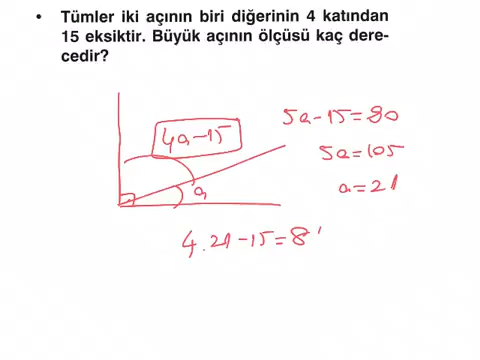 • Tümler iki açının biri diğerinin 4 katından
15 eksiktir. Büyük açının ölçüsü kaç dere-
cedir?
5a-15=90
4a-15
5a=105
a
a=21
4.21-15=8